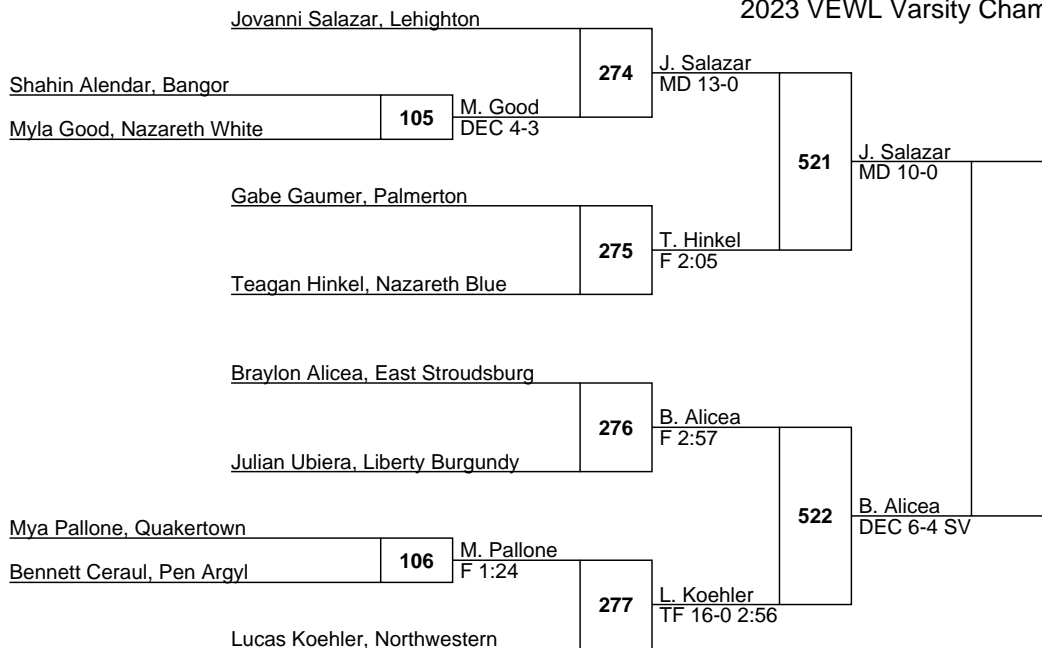 2023 VEWL Varsity
Jovanni Salazar, Lehighton
274
J. Salazar
MD 13-0
Shahin Alendar, Bangor
105
M. Good
DEC 4-3
Myla Good, Nazareth White
521
J. Salazar
MD 10-0
Gabe Gaumer, Palmerton
275
T. Hinkel
F 2:05
Teagan Hinkel, Nazareth Blue
Braylon Alicea, East Stroudsburg
276
B. Alicea
F 2:57
Julian Ubiera, Liberty Burgundy
522
B. Alicea
DEC 6-4 SV
Mya Pallone, Quakertown
106
M. Pallone
F 1:24
Bennett Ceraul, Pen Argyl
277
L. Koehler
TF 16-0 2:56
Lucas Koehler, Northwestern